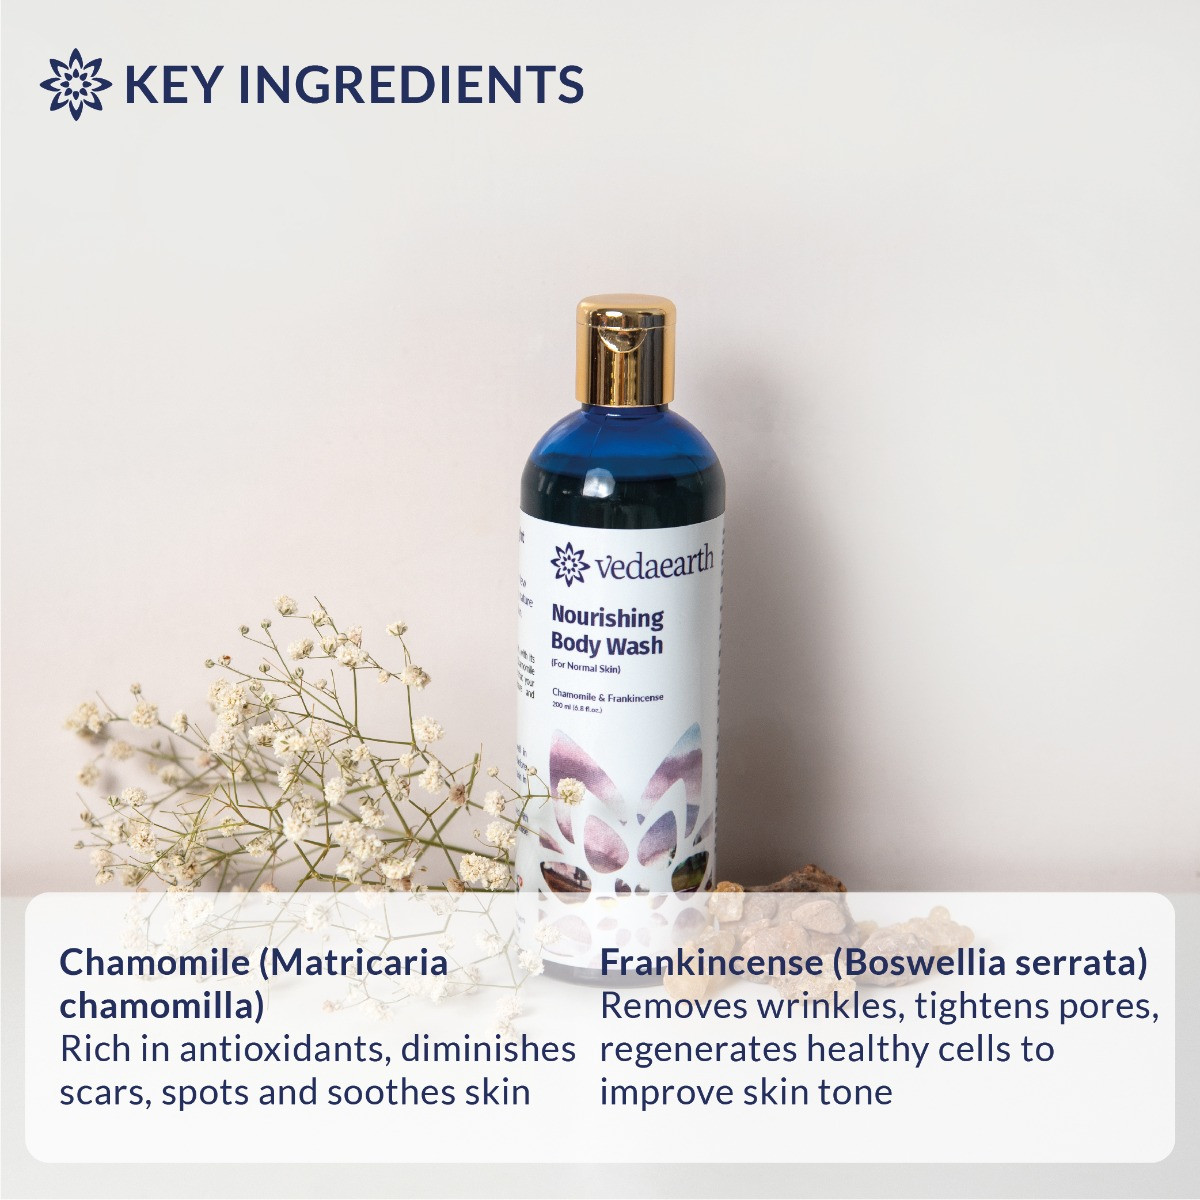 KEY INGREDIENTS
vedaearth
Nourishing
Body Wash
(For Normal Skin)
Chamomile & Frankincense
200 ml (6.8 fl.oz.)
Chamomile (Matricaria
chamomilla)
Rich in antioxidants, diminishes
scars, spots and soothes skin
Frankincense (Boswellia serrata)
Removes wrinkles, tightens pores,
regenerates healthy cells to
improve skin tone